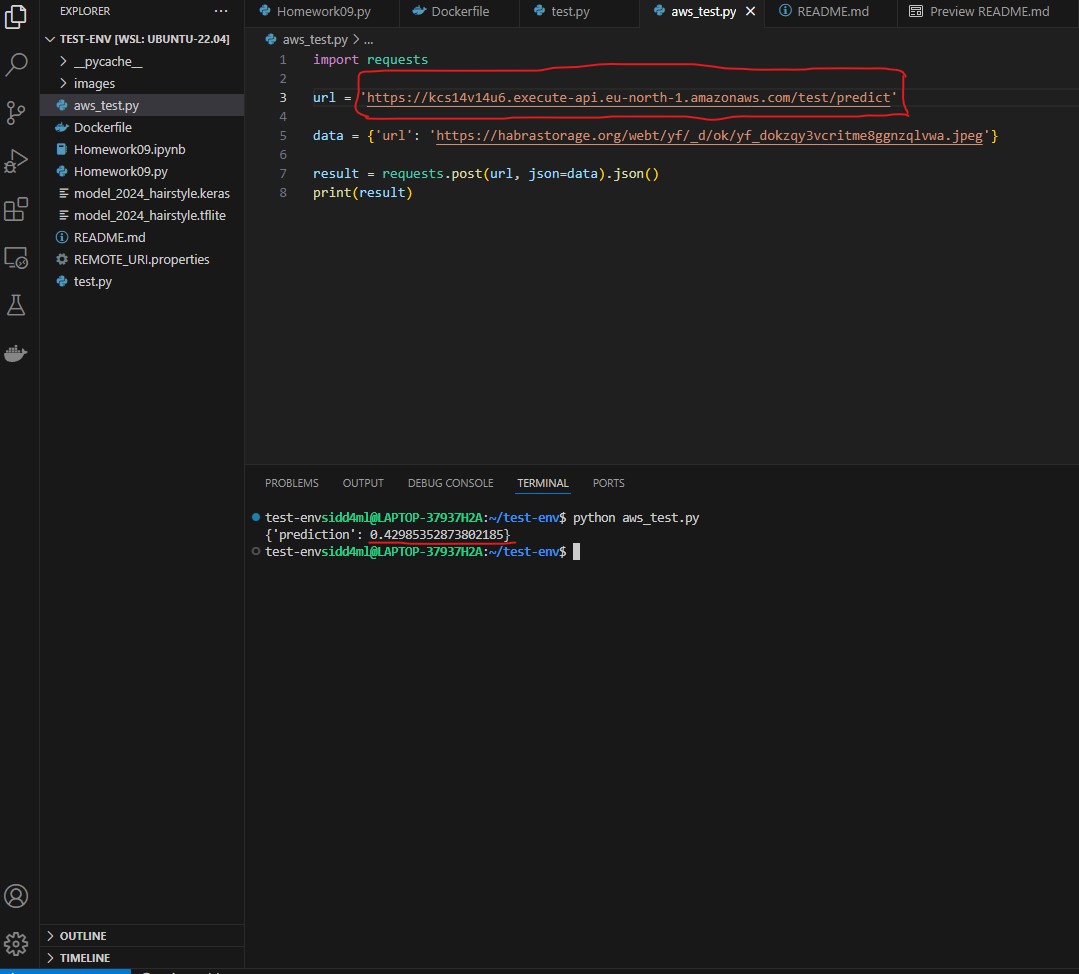 EXPLORER ...
TEST-ENV [WSL: UBUNTU-22.04]
__pycache__
images
aws_test.py
Dockerfile
Homework09.ipynb
Homework09.py
model_2024_hairstyle.keras
model_2024_hairstyle.tflite
README.md
REMOTE_URI.properties
test.py
OUTLINE
TIMELINE
Homework09.py Dockerfile test.py aws_test.py README.md Preview README.md
aws_test.py > ...
1 import requests
2
3 url = 'https://kcs14v14u6.execute-api.eu-north-1.amazonaws.com/test/predict'
4
5 data = {'url': 'https://habrastorage.org/webt/yf/_d/ok/yf_dokzqy3vcritme8ggnzqlvwa.jpeg'}
6
7 result = requests.post(url, json=data).json()
8 print(result)
PROBLEMS OUTPUT DEBUG CONSOLE TERMINAL PORTS
test-envsidd4ml@LAPTOP-37937H2A:~/test-env$ python aws_test.py
{'prediction': 0.42985352873802185}
test-envsidd4ml@LAPTOP-37937H2A:~/test-env$